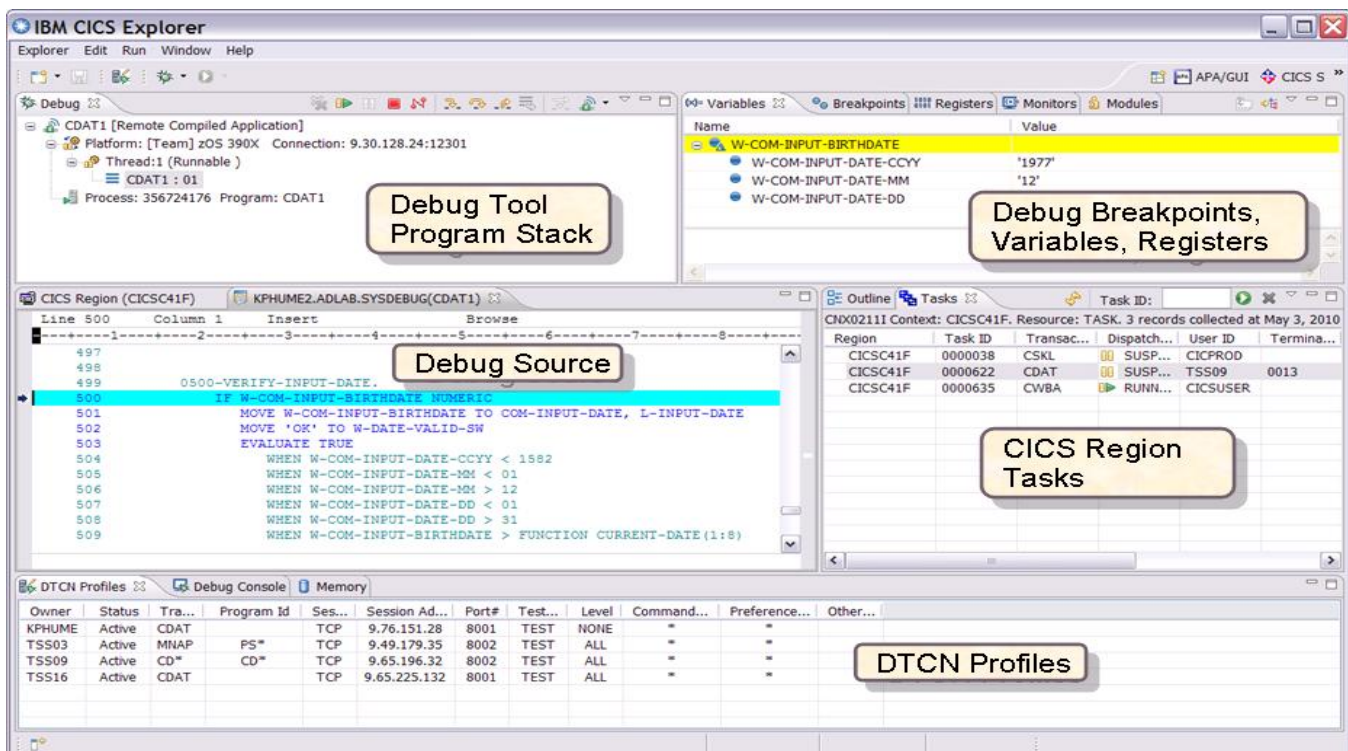 IBM CICS Explorer
Explorer Edit Run Window Help
APA/GUI CICS S »
Debug
CDAT1 [Remote Compiled Application]
Platform: [Team] zOS 390X Connection: 9.30.128.24:12301
Thread:1 (Runnable )
CDAT1 : 01
Process: 356724176 Program: CDAT1
Debug Tool
Program Stack
Variables Breakpoints Registers Monitors Modules
Name Value
W-COM-INPUT-BIRTHDATE
W-COM-INPUT-DATE-CCYY '1977'
W-COM-INPUT-DATE-MM '12'
W-COM-INPUT-DATE-DD
Debug Breakpoints,
Variables, Registers
CICS Region (CICSC41F) KPHUME2.ADLAB.SYSDEBUG(CDAT1)
Line 500 Column 1 Insert Browse
----+----1----+----2----+----3----+----4----+----5----+----6----+----7----+----8----+
497
498
499 0500-VERIFY-INPUT-DATE.
500 IF W-COM-INPUT-BIRTHDATE NUMERIC
501 MOVE W-COM-INPUT-BIRTHDATE TO COM-INPUT-DATE, L-INPUT-DATE
502 MOVE 'OK' TO W-DATE-VALID-SW
503 EVALUATE TRUE
504 WHEN W-COM-INPUT-DATE-CCYY < 1582
505 WHEN W-COM-INPUT-DATE-MM < 01
506 WHEN W-COM-INPUT-DATE-MM > 12
507 WHEN W-COM-INPUT-DATE-DD < 01
508 WHEN W-COM-INPUT-DATE-DD > 31
509 WHEN W-COM-INPUT-BIRTHDATE > FUNCTION CURRENT-DATE(1:8)
Debug Source
Outline Tasks Task ID:
CNX0211I Context: CICSC41F. Resource: TASK. 3 records collected at May 3, 2010
Region Task ID Transac... Dispatch... User ID Termina...
CICSC41F 0000038 CSKL SUSP... CICPROD
CICSC41F 0000622 CDAT SUSP... TSS09 0013
CICSC41F 0000635 CWBA RUNN... CICSUSER
CICS Region
Tasks
DTCN Profiles Debug Console Memory
Owner Status Tra... Program Id Ses... Session Ad... Port# Test... Level Command... Preference... Other...
KPHUME Active CDAT TCP 9.76.151.28 8001 TEST NONE * *
TSS03 Active MNAP PS* TCP 9.49.179.35 8002 TEST ALL * *
TSS09 Active CD* CD* TCP 9.65.196.32 8002 TEST ALL * *
TSS16 Active CDAT TCP 9.65.225.132 8001 TEST ALL * *
DTCN Profiles